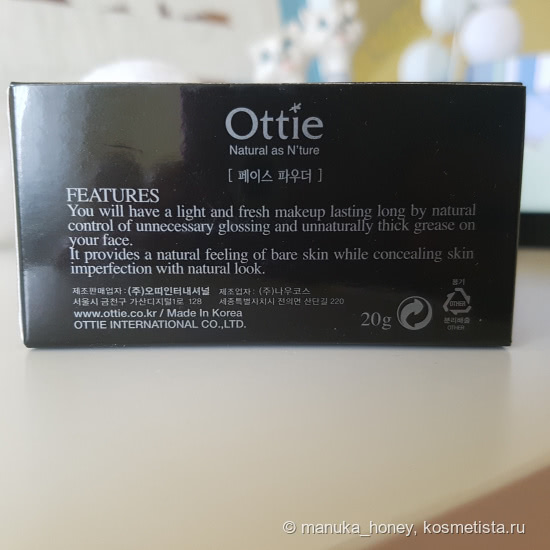 Ottie
Natural as N'ture
[ 페이스 파우더 ]
FEATURES
You will have a light and fresh makeup lasting long by natural
control of unnecessary glossing and unnaturally thick grease on
your face.
It provides a natural feeling of bare skin while concealing skin
imperfection with natural look.
제조판매업자 : (주)오피인터내셔널 제조업자 : (주)나우코스
서울시 금천구 가산디지털1로 128 세종특별자치시 전의면 산단길 220
www.ottie.co.kr / Made In Korea
OTTIE INTERNATIONAL CO.,LTD.
20g
용기
OTHER
분리배출
OTHER
© manuka_honey, kosmetista.ru